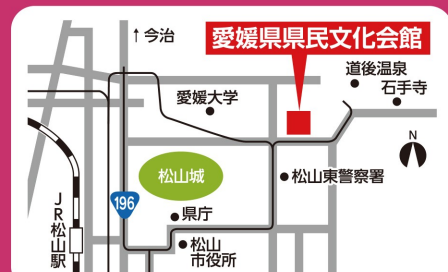 ↑今治
愛媛県県民文化会館
道後温泉
石手寺
愛媛大学
N
松山城
松山東警察署
196
県庁
JR松山駅
松山
市役所